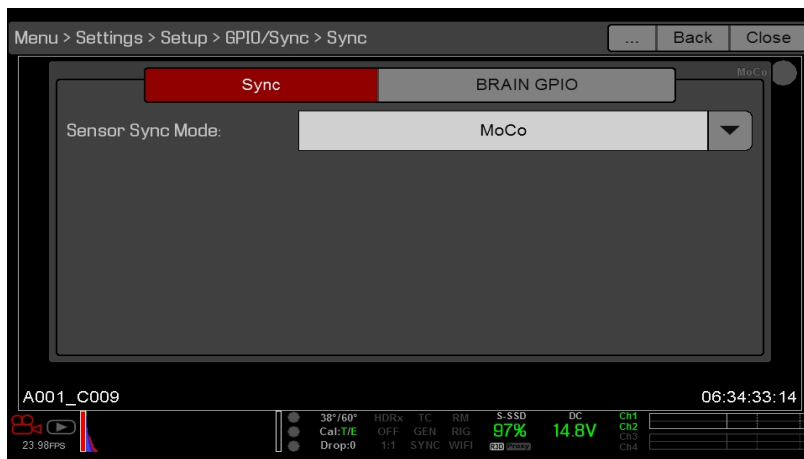 Menu > Settings > Setup > GPIO/Sync > Sync
...
Back
Close
MoCo
Sync
BRAIN GPIO
Sensor Sync Mode:
MoCo
A001_C009
06:34:33:14
23.98FPS
38°/60° HDRx TC RM S-SSD DC Ch1
Cal:T/E OFF GEN RIG 97% 14.8V Ch2
Drop:0 1:1 SYNC WIFI R3D Proxy Ch3
Ch4